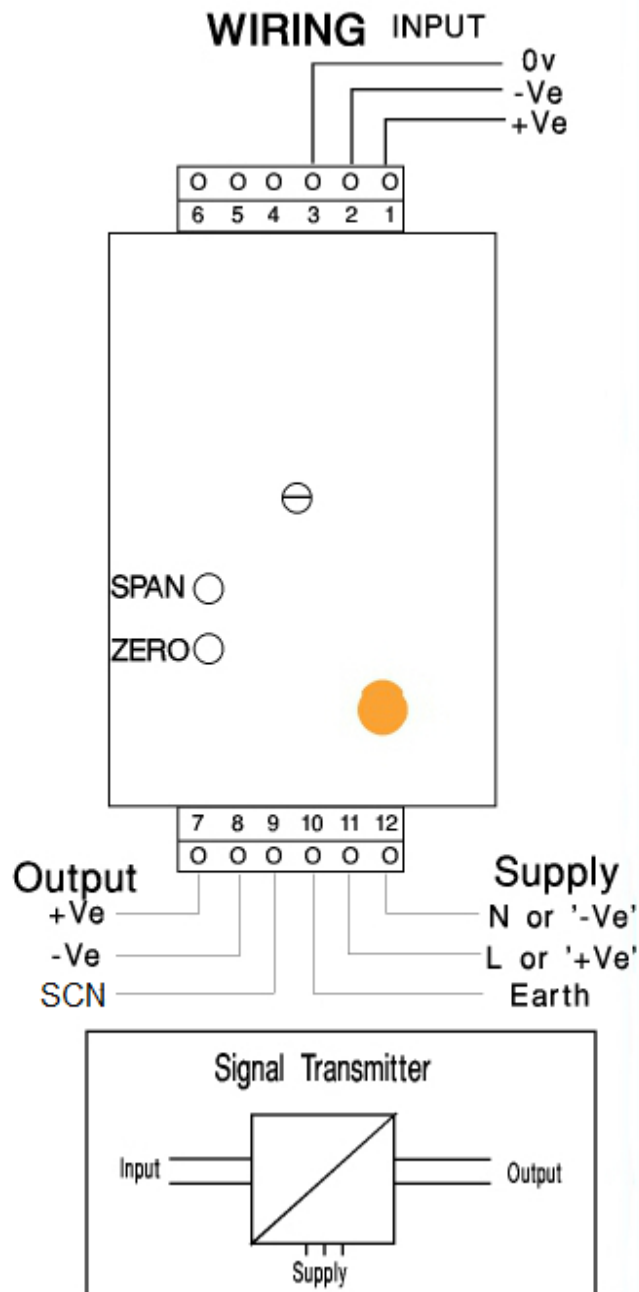 WIRING INPUT
0v
-Ve
+Ve
6 5 4 3 2 1
SPAN
ZERO
7 8 9 10 11 12
Output
+Ve
-Ve
SCN
Supply
N or '-Ve'
L or '+Ve'
Earth
Signal Transmitter
Input
Output
Supply